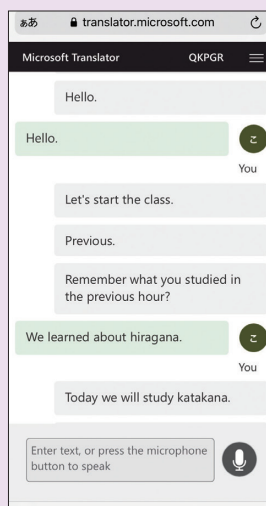 ぁあ translator.microsoft.com
Microsoft Translator QKPGR
Hello.
Hello.
こ
You
Let's start the class.
Previous.
Remember what you studied in
the previous hour?
We learned about hiragana.
こ
You
Today we will study katakana.
Enter text, or press the microphone
button to speak